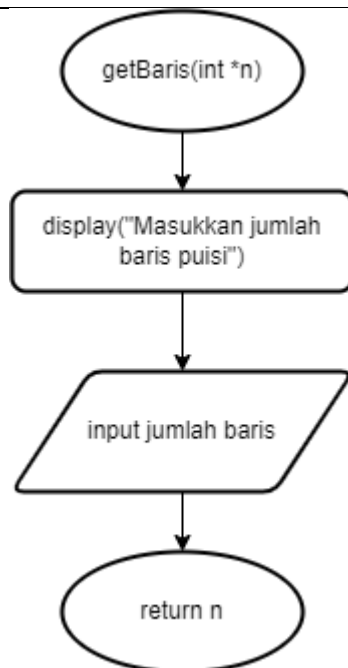 getBaris(int *n)
display("Masukkan jumlah
baris puisi")
input jumlah baris
return n